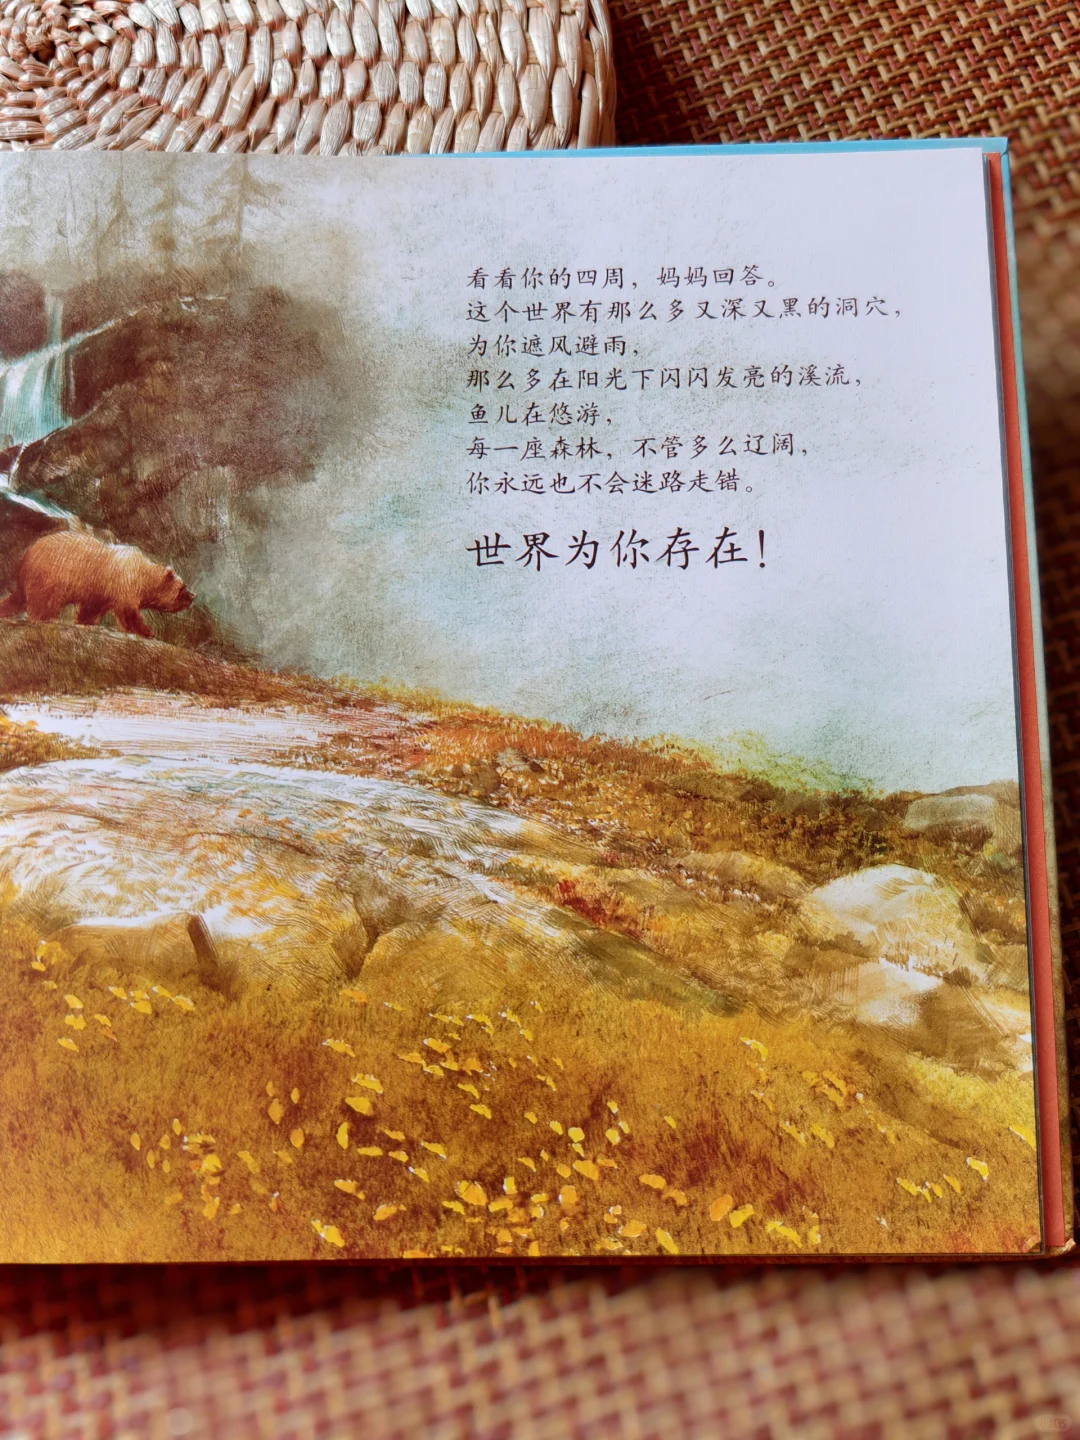 看看你的四周，妈妈回答。
这个世界有那么多又深又黑的洞穴，
为你遮风避雨，
那么多在阳光下闪闪发亮的溪流，
鱼儿在悠游，
每一座森林，不管多么辽阔，
你永远也不会迷路走错。
世界为你存在！